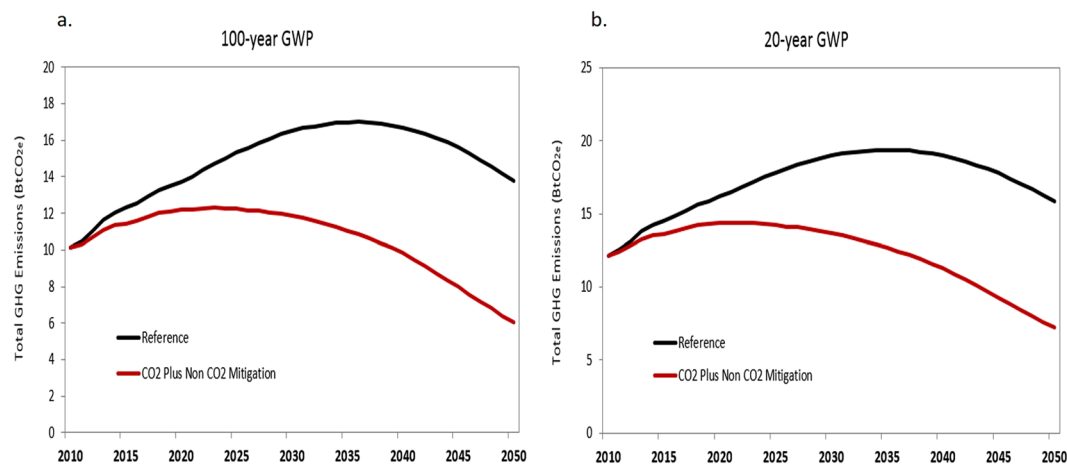 a.
100-year GWP
Total GHG Emissions (BtCO2e)
20
18
16
14
12
10
8
6
4
2
0
Reference
CO2 Plus Non CO2 Mitigation
2010 2015 2020 2025 2030 2035 2040 2045 2050
b.
20-year GWP
Total GHG Emissions (BtCO2e)
25
20
15
10
5
0
Reference
CO2 Plus Non CO2 Mitigation
2010 2015 2020 2025 2030 2035 2040 2045 2050